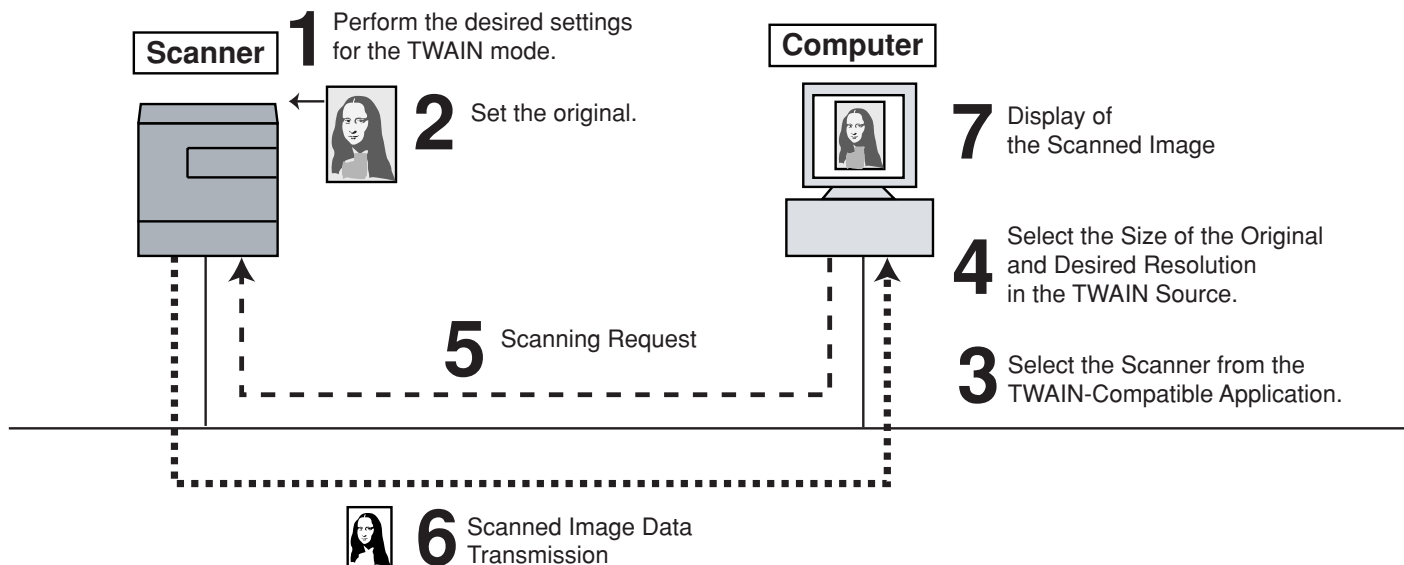 Scanner
1 Perform the desired settings
for the TWAIN mode.
2 Set the original.
Computer
7 Display of
the Scanned Image
4 Select the Size of the Original
and Desired Resolution
in the TWAIN Source.
5 Scanning Request
3 Select the Scanner from the
TWAIN-Compatible Application.
6 Scanned Image Data
Transmission